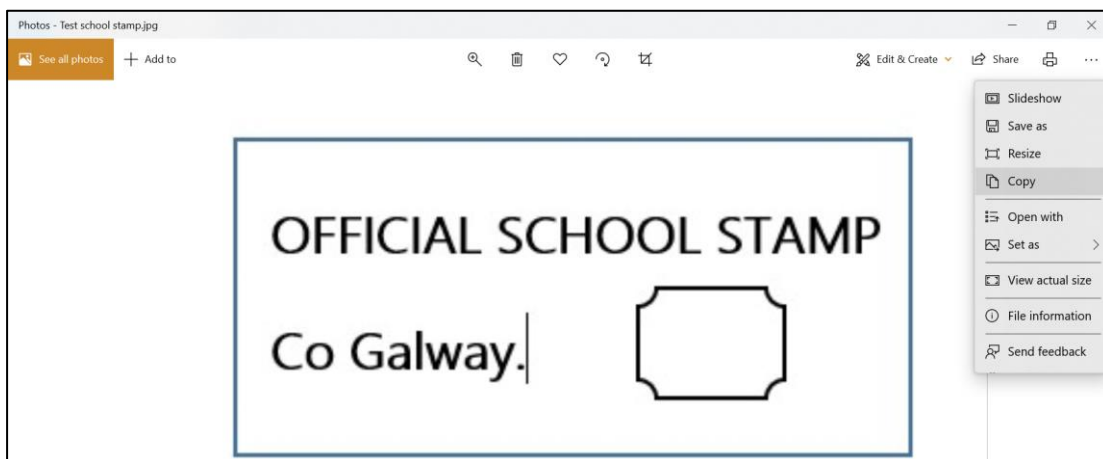 Photos - Test school stamp.jpg
See all photos
Add to
Edit & Create
Share
Slideshow
Save as
Resize
Copy
Open with
Set as
View actual size
File information
Send feedback
OFFICIAL SCHOOL STAMP
Co Galway.